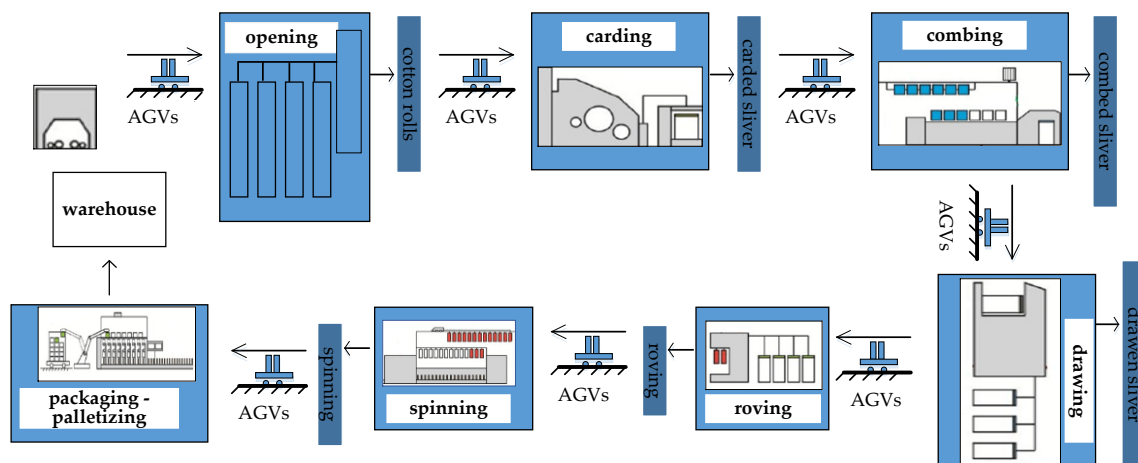 opening
cotton rolls
carding
carded sliver
combing
combed sliver
AGVs
AGVs
AGVs
warehouse
AGVs
drawing
drawen sliver
packaging -
palletizing
AGVs
spinning
spinning
AGVs
roving
roving
AGVs